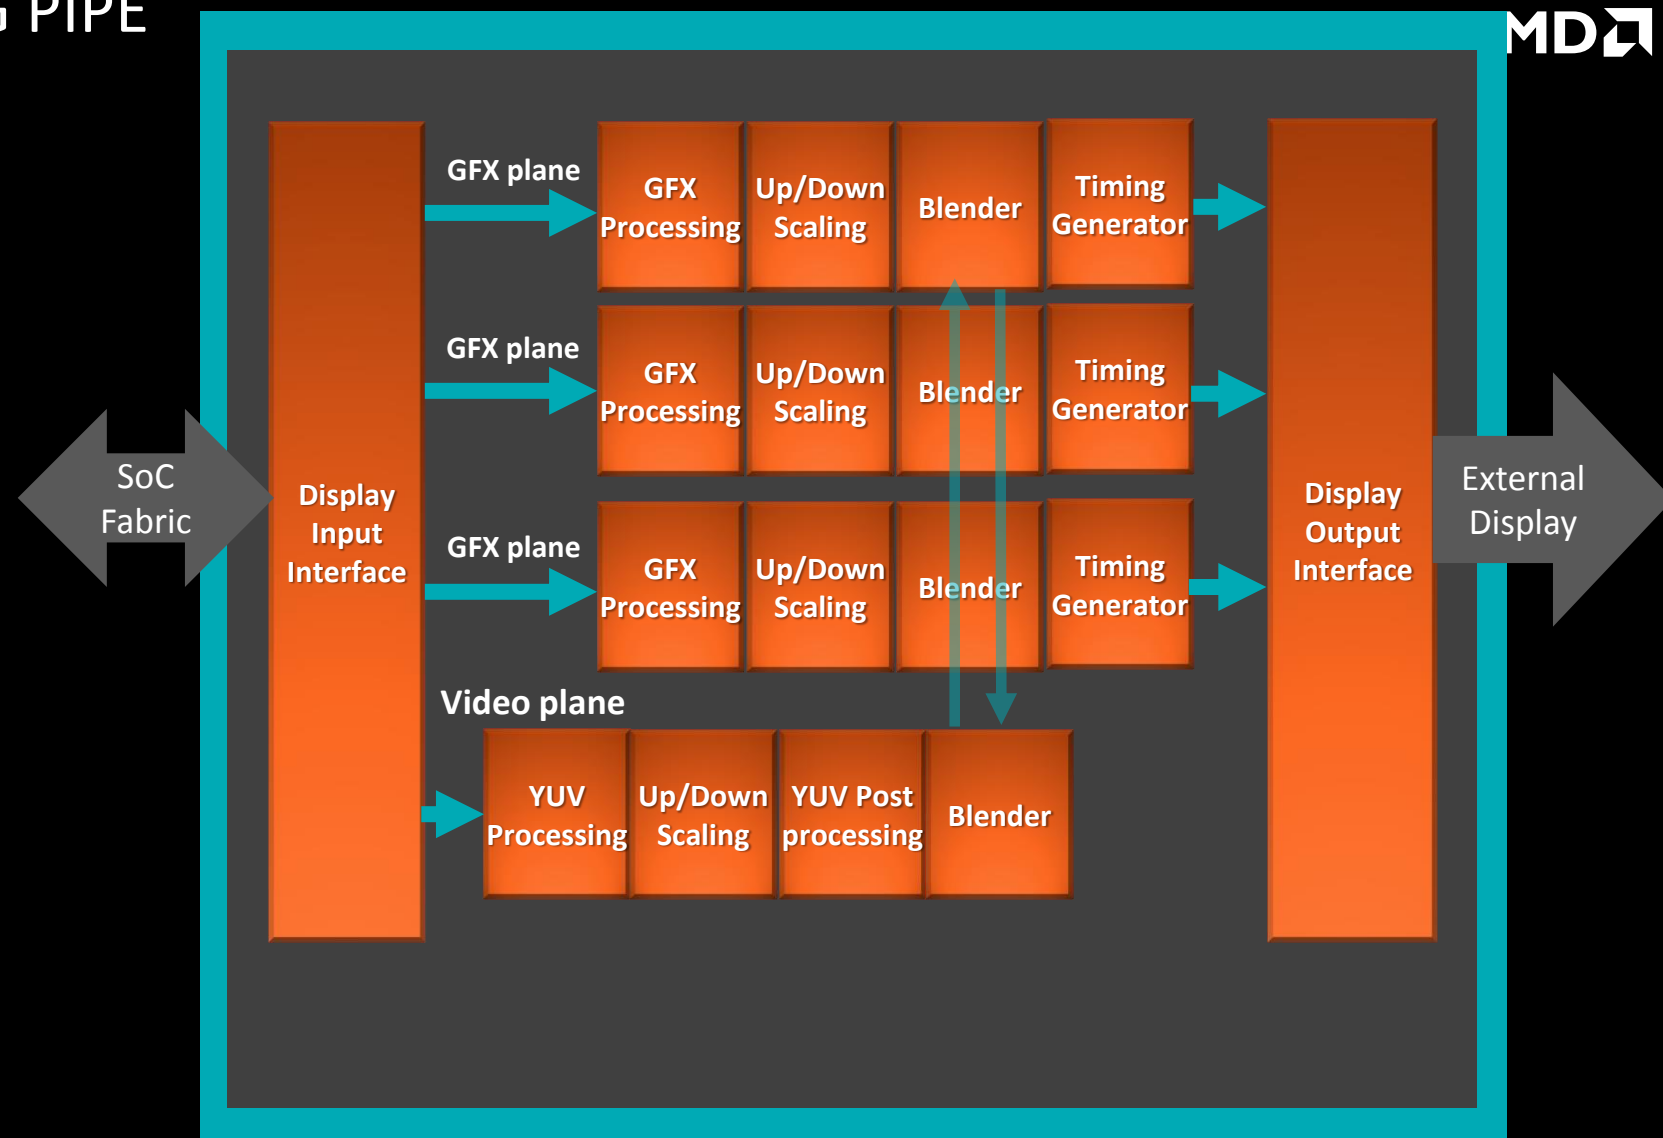 G PIPE
MD
GFX plane
GFX
Processing
Up/Down
Scaling
Blender
Timing
Generator
GFX plane
GFX
Processing
Up/Down
Scaling
Blender
Timing
Generator
SoC
Fabric
Display
Input
Interface
GFX plane
GFX
Processing
Up/Down
Scaling
Blender
Timing
Generator
Display
Output
Interface
External
Display
Video plane
YUV
Processing
Up/Down
Scaling
YUV Post
processing
Blender